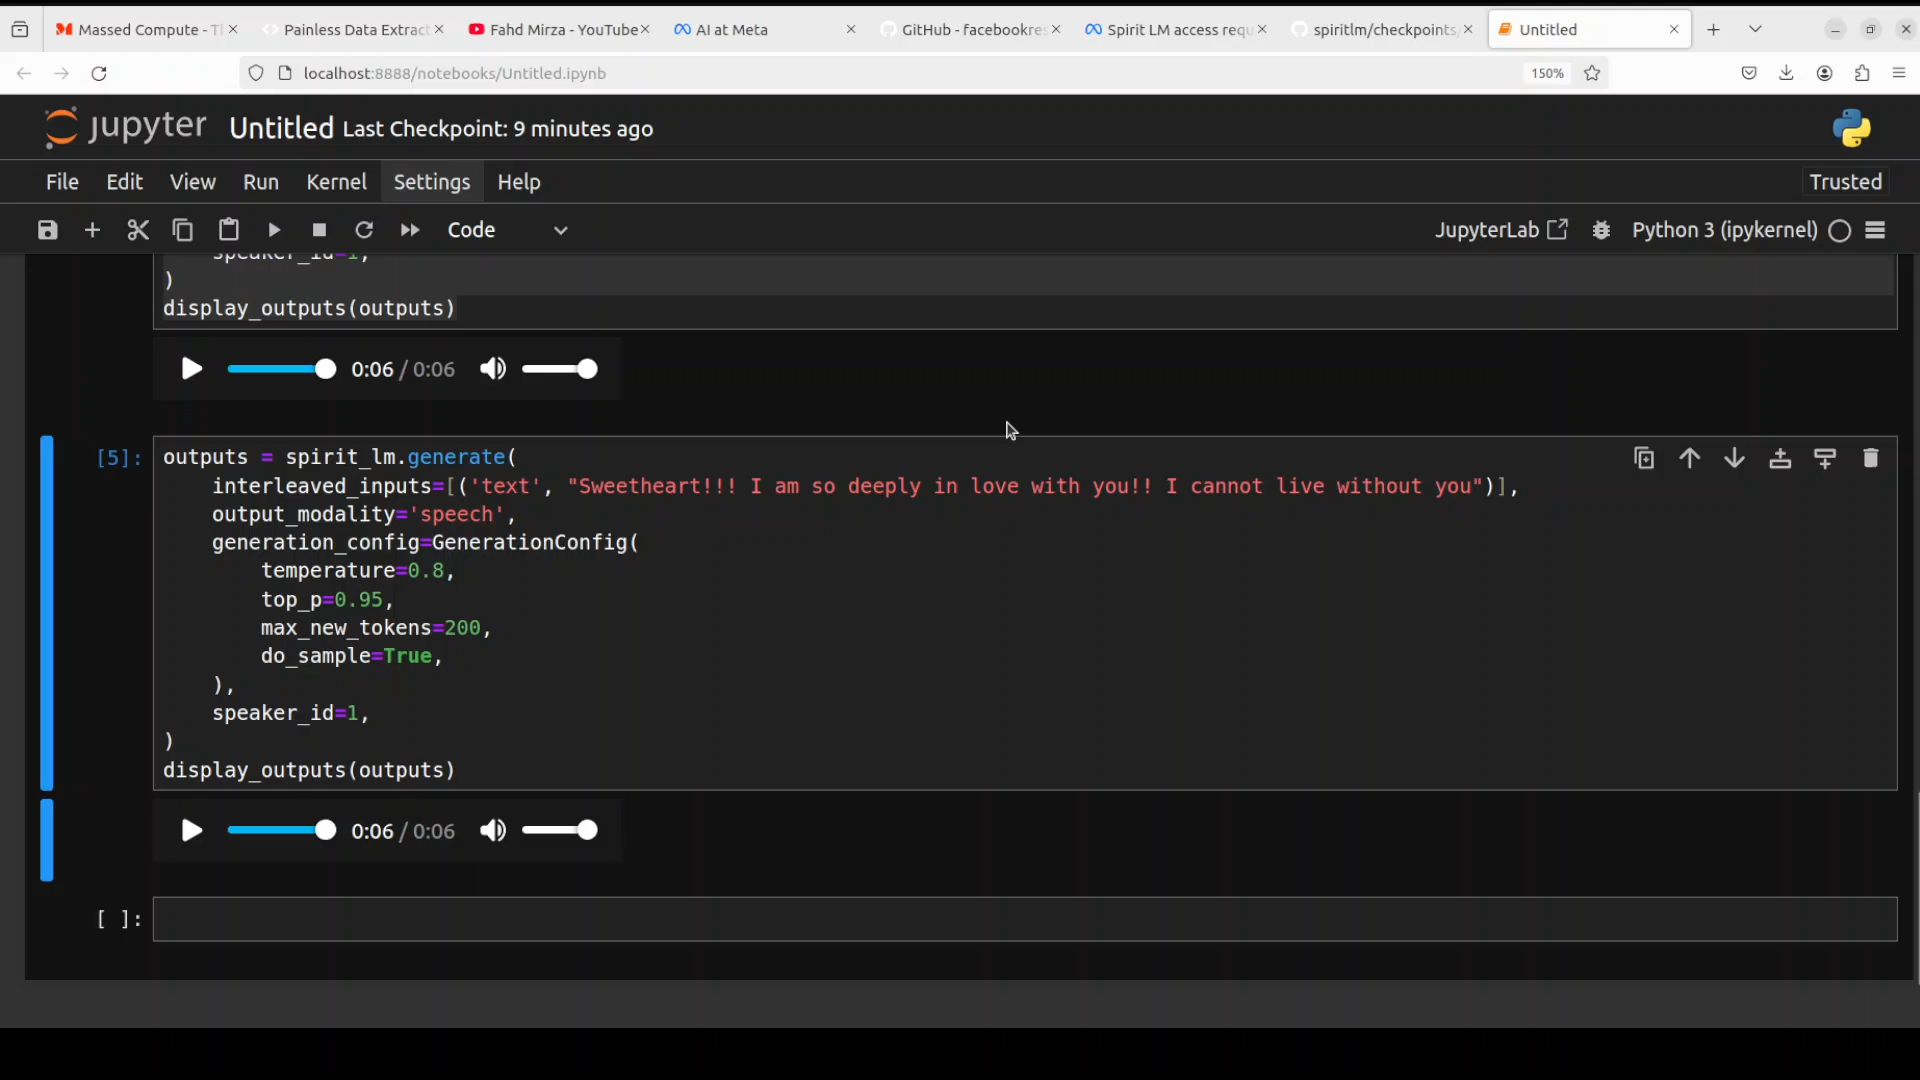 Massed Compute - T
Painless Data Extract
Fahd Mirza - YouTube
AI at Meta
GitHub - facebookres
Spirit LM access requ
spiritlm/checkpoints/
Untitled
localhost:8888/notebooks/Untitled.ipynb
150%
jupyter Untitled Last Checkpoint: 9 minutes ago
File Edit View Run Kernel Settings Help Trusted
Code JupyterLab Python 3 (ipykernel)
speaker_id=1,
)
display_outputs(outputs)
0:06 / 0:06
[5]: outputs = spirit_lm.generate(
interleaved_inputs=[('text', "Sweetheart!!! I am so deeply in love with you!! I cannot live without you")],
output_modality='speech',
generation_config=GenerationConfig(
temperature=0.8,
top_p=0.95,
max_new_tokens=200,
do_sample=True,
),
speaker_id=1,
)
display_outputs(outputs)
0:06 / 0:06
[ ]: